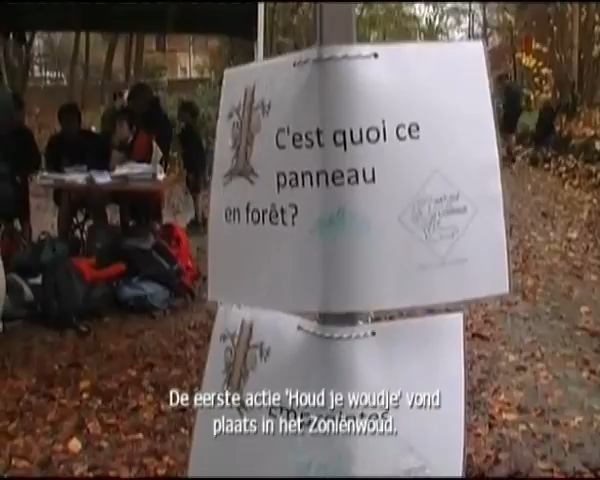 C'est quoi ce
panneau
en forêt?
De eerste actie 'Houd je woudje' vond
plaats in het Zoniënwoud.